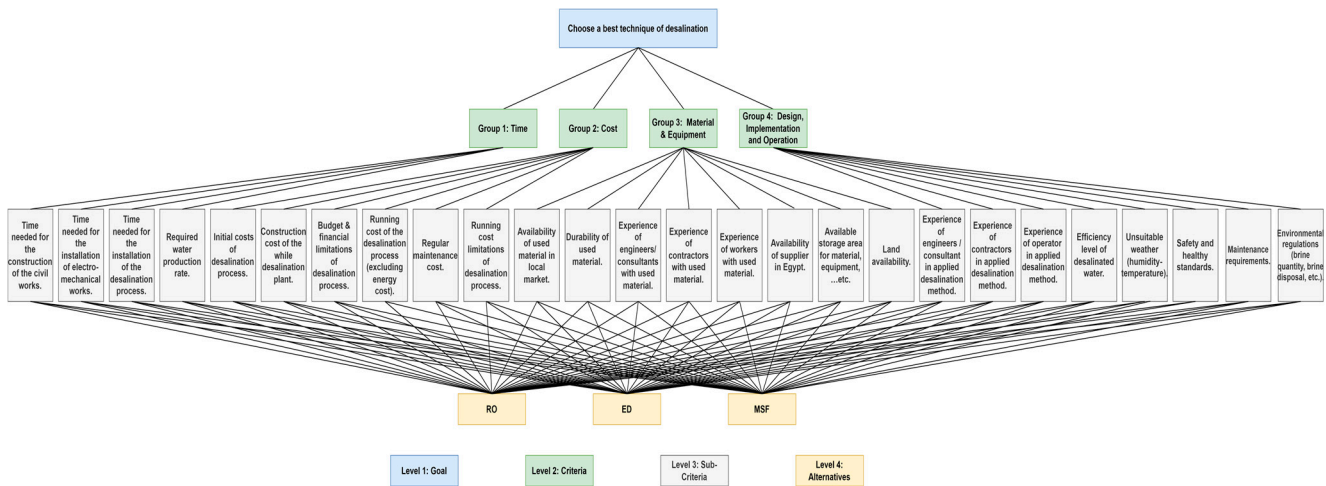 Choose a best technique of desalination
Group 1: Time
Group 2: Cost
Group 3: Material
& Equipment
Group 4: Design,
Implementation
and Operation
Time
needed for
the
construction
of the civil
works.
Time
needed for
the
installation
of electro-
mechanical
works.
Time
needed for
the
installation
of the
desalination
process.
Required
water
production
rate.
Initial costs
of
desalination
process.
Construction
cost of the
while
desalination
plant.
Budget &
financial
limitations of
desalination
process.
Running
cost of the
desalination
process
(excluding
energy
cost).
Regular
maintenance
cost.
Running
cost
limitations
of
desalination
process.
Availability
of used
material in
local
market.
Durability of
used
material.
Experience
of
engineers/
consultants
with used
material.
Experience
of
contractors
with used
material.
Experience
of workers
with used
material.
Availability
of supplier
in Egypt.
Available
storage area
for material,
equipment,
...etc.
Land
availability.
Experience
of
engineers /
consultant
in applied
desalination
method.
Experience
of
contractors
in applied
desalination
method.
Experience
of operator
in applied
desalination
method.
Efficiency
level of
desalinated
water.
Unsuitable
weather
(humidity-
temperature).
Safety and
healthy
standards.
Maintenance
requirements.
Environmental
regulations
(brine
quantity, brine
disposal, etc.).
RO
ED
MSF
Level 1: Goal
Level 2: Criteria
Level 3: Sub-
Criteria
Level 4:
Alternatives